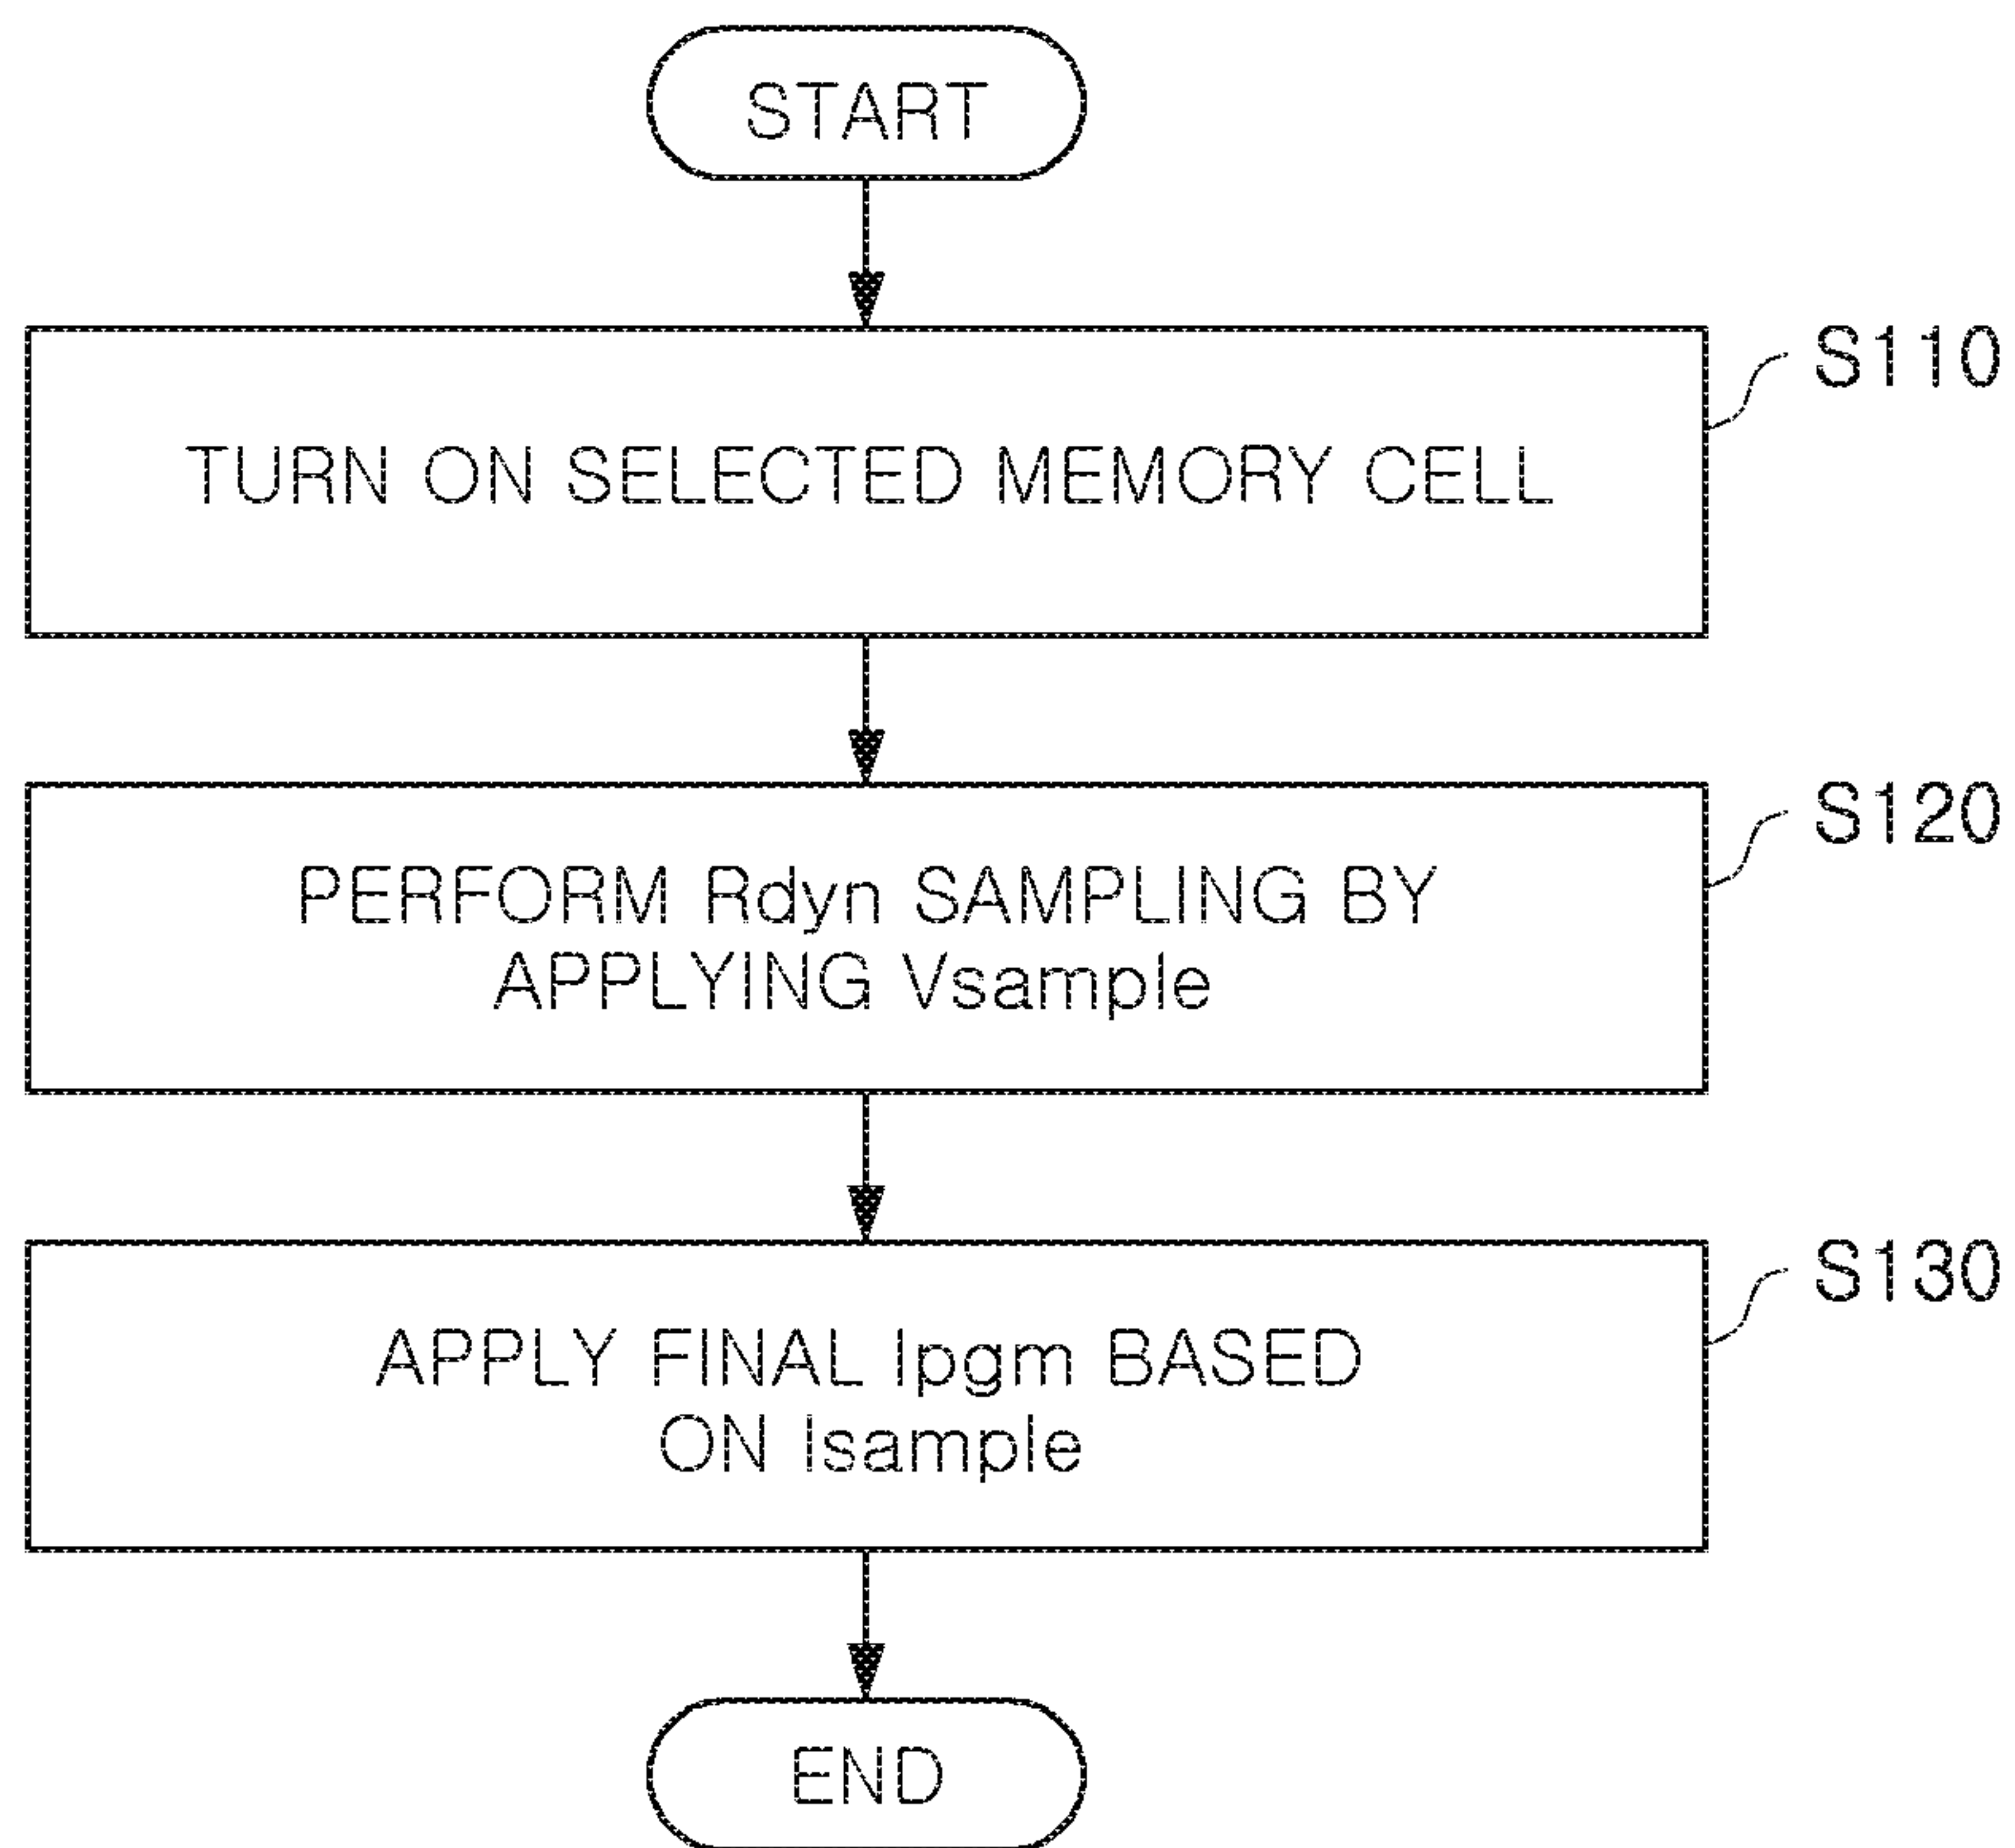 START
S110
TURN ON SELECTED MEMORY CELL
S120
PERFORM Rdyn SAMPLING BY
APPLYING Vsample
S130
APPLY FINAL Ipgm BASED
ON Isample
END